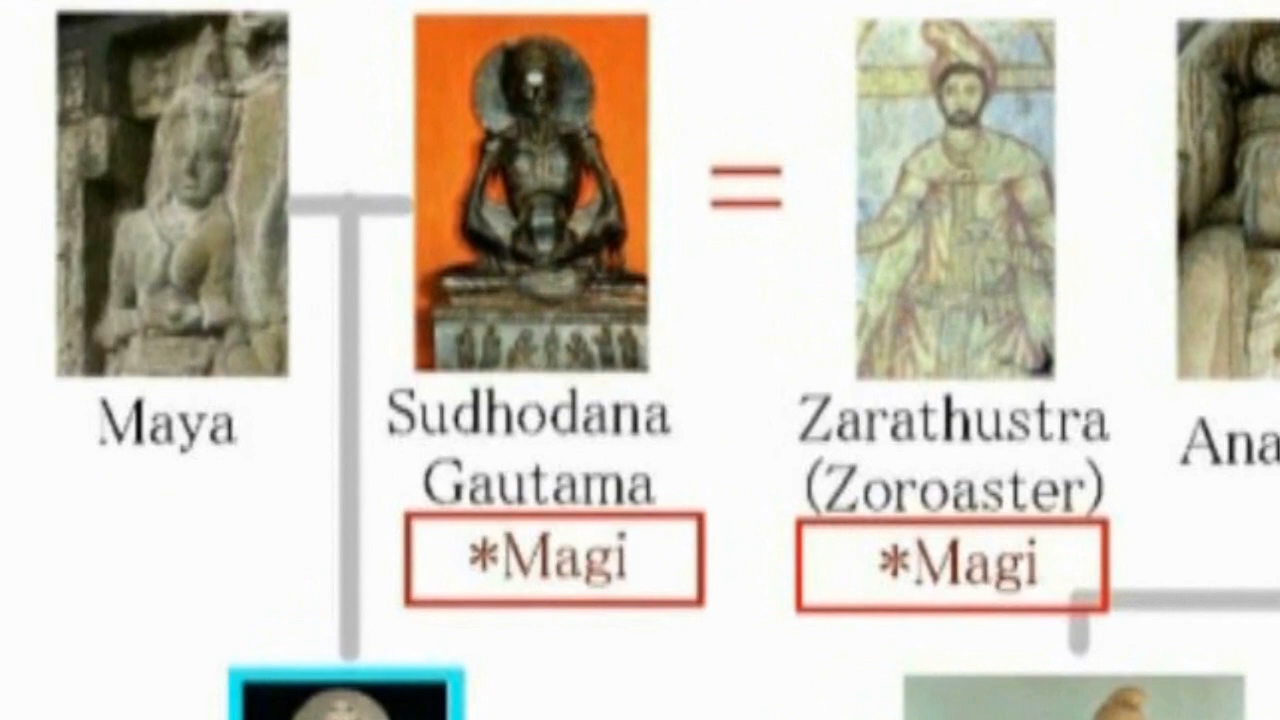 Maya
Sudhodana
Gautama
*Magi
=
Zarathustra
(Zoroaster)
*Magi
Ana